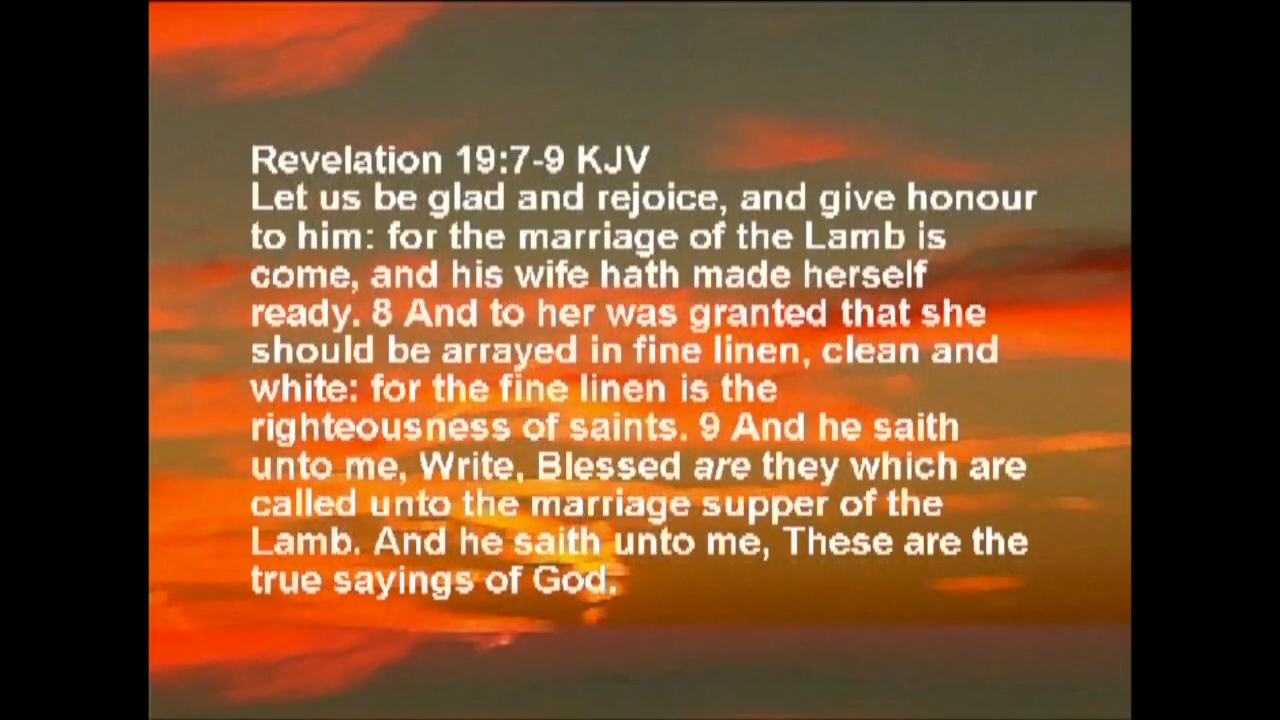 Revelation 19:7-9 KJV
Let us be glad and rejoice, and give honour
to him: for the marriage of the Lamb is
come, and his wife hath made herself
ready. 8 And to her was granted that she
should be arrayed in fine linen, clean and
white: for the fine linen is the
righteousness of saints. 9 And he saith
unto me, Write, Blessed are they which are
called unto the marriage supper of the
Lamb. And he saith unto me, These are the
true sayings of God.